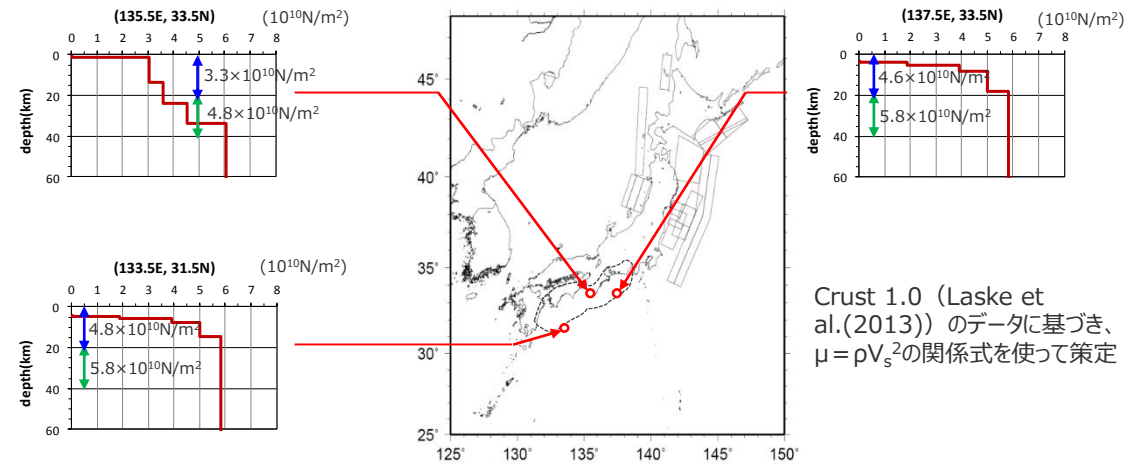 (135.5E, 33.5N) (10¹⁰N/m²)
0 1 2 3 4 5 6 7 8
0
20
40
60
depth(km)
3.3×10¹⁰N/m²
4.8×10¹⁰N/m²
(133.5E, 31.5N) (10¹⁰N/m²)
0 1 2 3 4 5 6 7 8
0
20
40
60
depth(km)
4.8×10¹⁰N/m²
5.8×10¹⁰N/m²
45°
40°
35°
30°
25°
125° 130° 135° 140° 145° 150°
(137.5E, 33.5N) (10¹⁰N/m²)
0 1 2 3 4 5 6 7 8
0
20
40
60
depth(km)
4.6×10¹⁰N/m²
5.8×10¹⁰N/m²
Crust 1.0（Laske et
al.(2013)）のデータに基づき、
μ＝ρVₛ²の関係式を使って策定